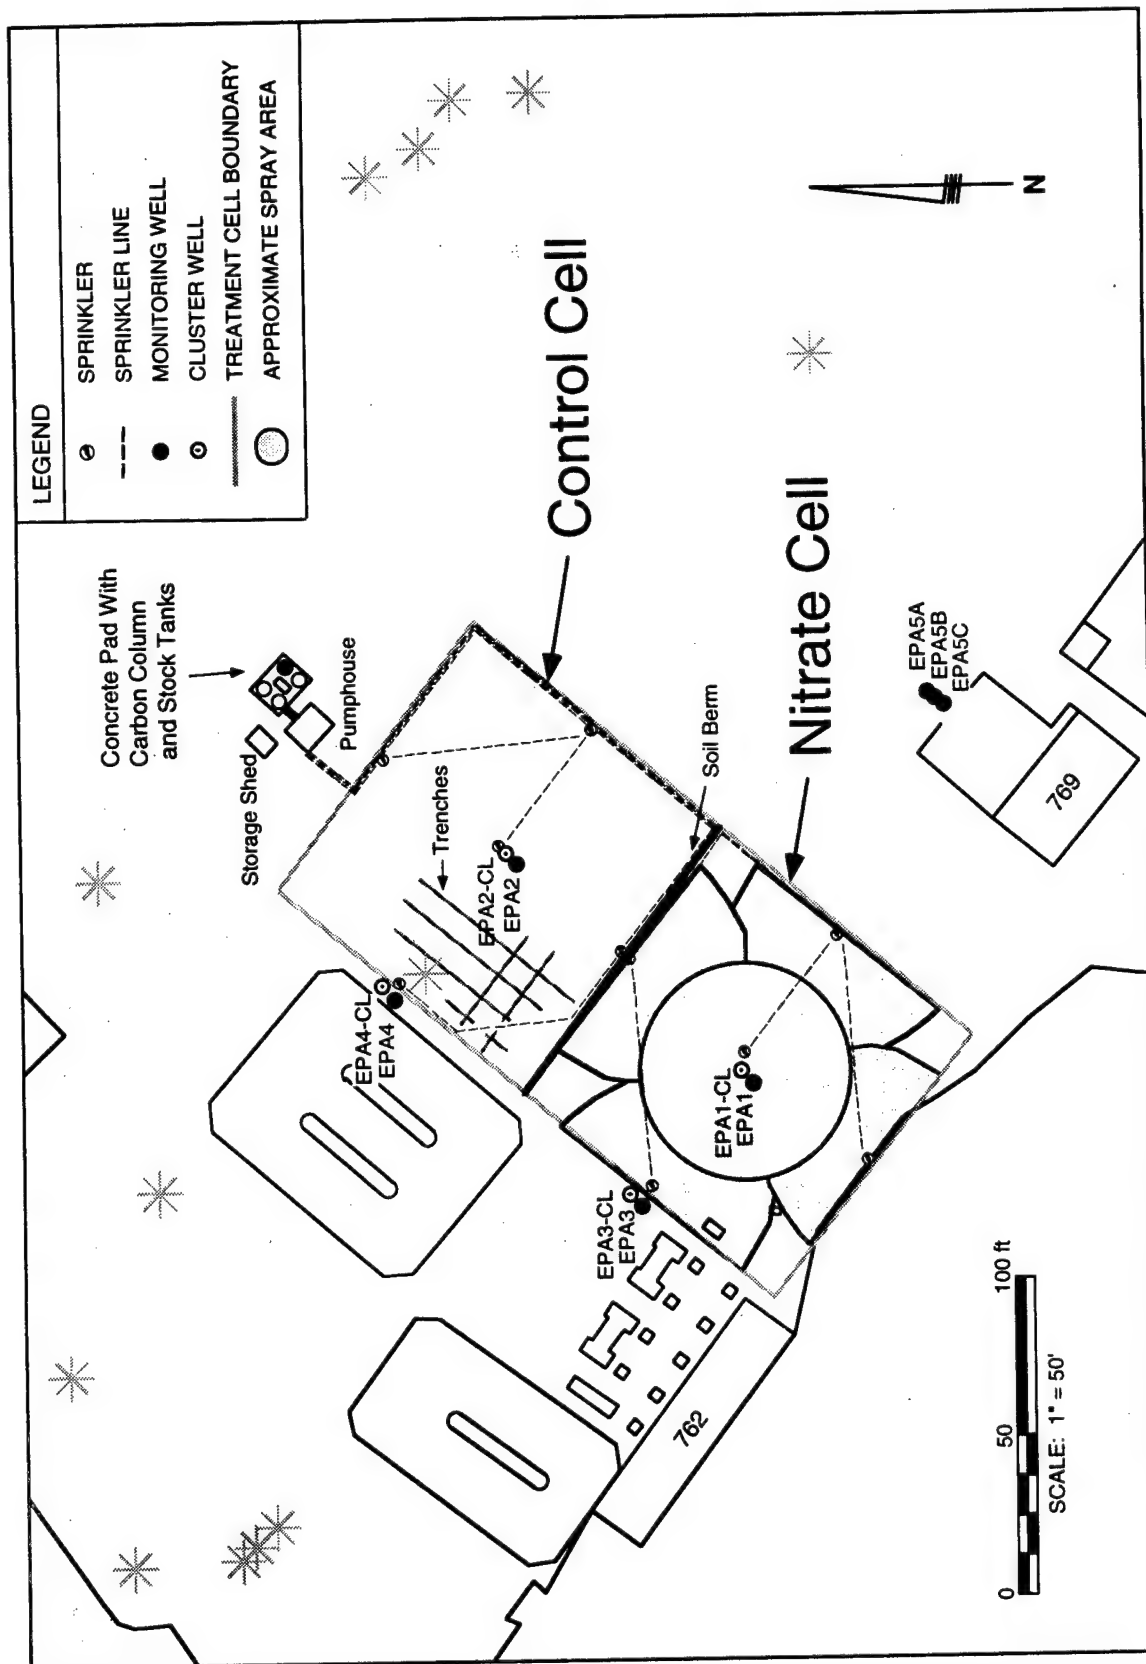 LEGEND
SPRINKLER
SPRINKLER LINE
MONITORING WELL
CLUSTER WELL
TREATMENT CELL BOUNDARY
APPROXIMATE SPRAY AREA
Concrete Pad With
Carbon Column
and Stock Tanks
Storage Shed
Pumphouse
Trenches
Control Cell
EPA2-CL
EPA2
EPA4-CL
EPA4
Soil Berm
Nitrate Cell
EPA1-CL
EPA1
EPA3-CL
EPA3
EPA5A
EPA5B
EPA5C
769
762
N
0
50
100 ft
SCALE: 1" = 50'